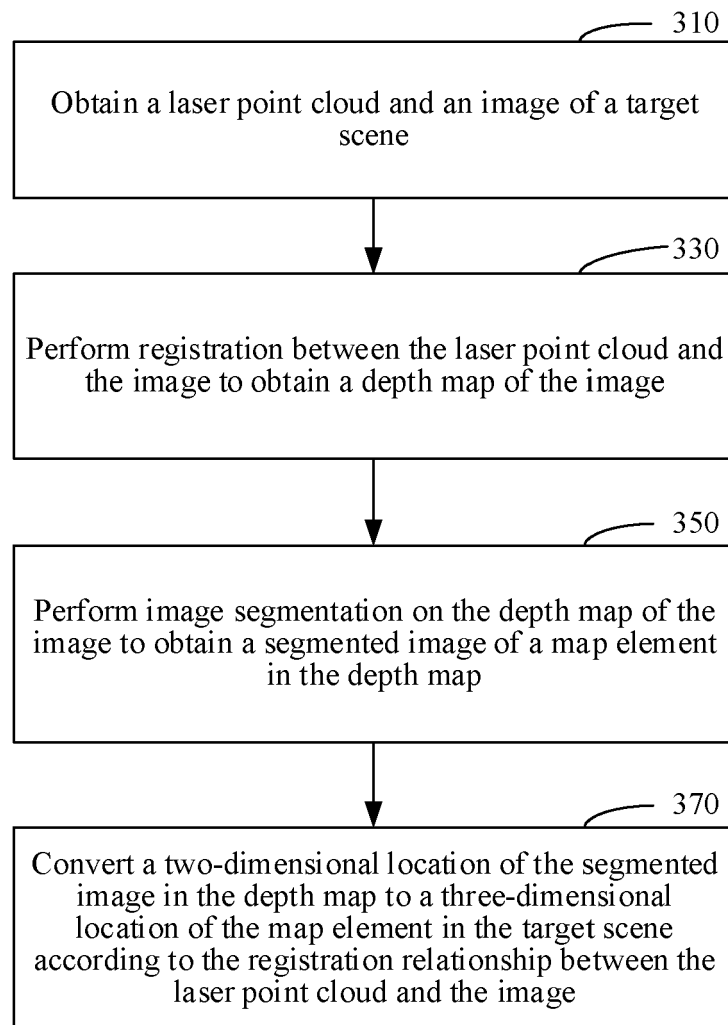 310
Obtain a laser point cloud and an image of a target
scene
330
Perform registration between the laser point cloud and
the image to obtain a depth map of the image
350
Perform image segmentation on the depth map of the
image to obtain a segmented image of a map element
in the depth map
370
Convert a two-dimensional location of the segmented
image in the depth map to a three-dimensional
location of the map element in the target scene
according to the registration relationship between the
laser point cloud and the image